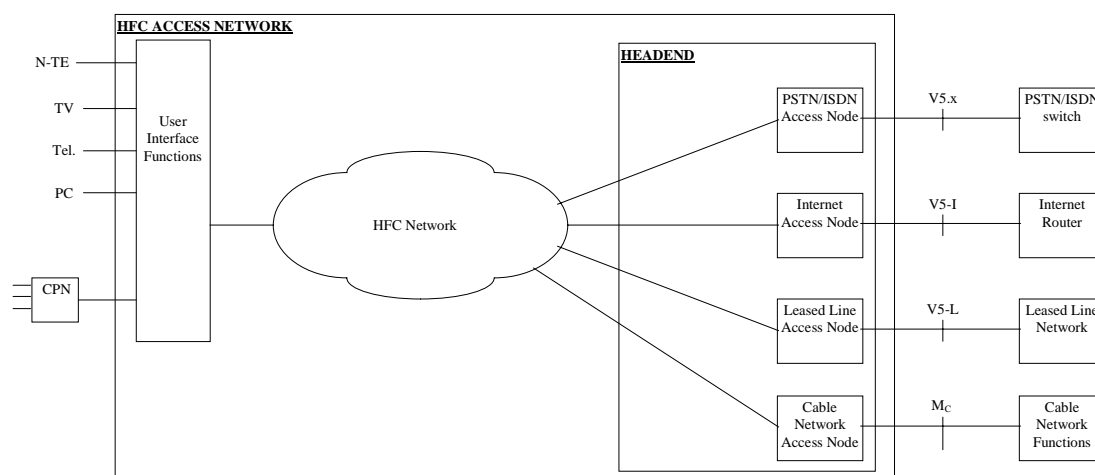 HFC ACCESS NETWORK
HEADEND
N-TE
TV
Tel.
PC
CPN
User
Interface
Functions
HFC Network
PSTN/ISDN
Access Node
V5.x
PSTN/ISDN
switch
Internet
Access Node
V5-I
Internet
Router
Leased Line
Access Node
V5-L
Leased Line
Network
Cable
Network
Access Node
MC
Cable
Network
Functions